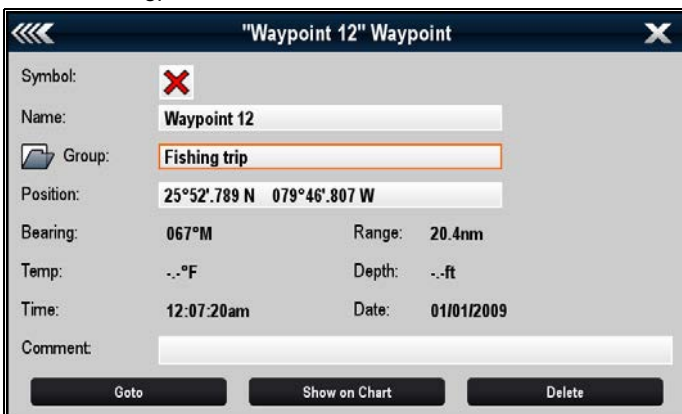 "Waypoint 12" Waypoint
Symbol:
Name: Waypoint 12
Group: Fishing trip
Position: 25°52'.789 N 079°46'.807 W
Bearing: 067°M Range: 20.4nm
Temp: -.-°F Depth: -.-ft
Time: 12:07:20am Date: 01/01/2009
Comment:
Goto Show on Chart Delete